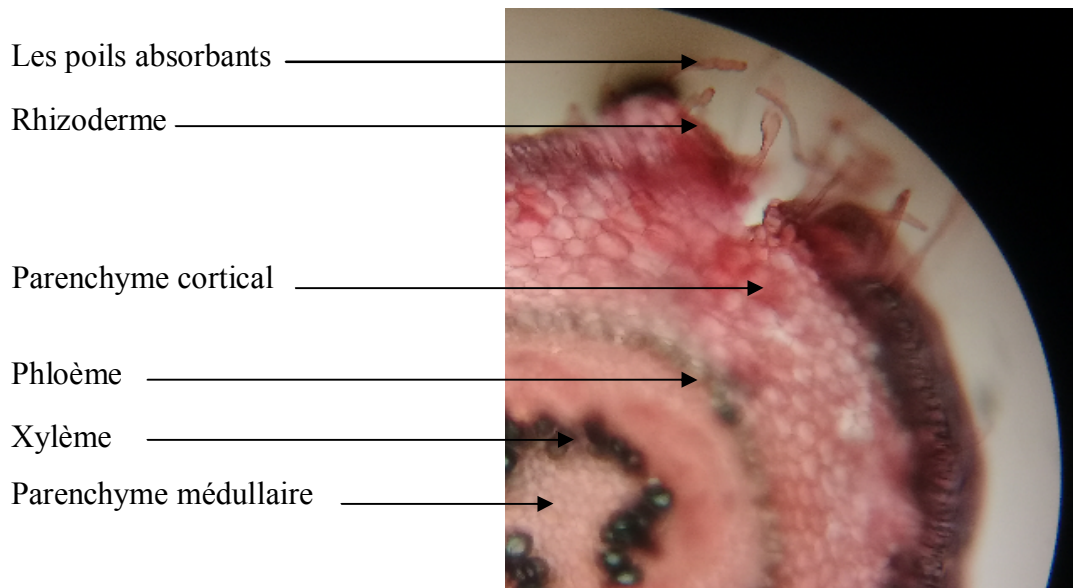 Les poils absorbants
Rhizoderme
Parenchyme cortical
Phloème
Xylème
Parenchyme médullaire